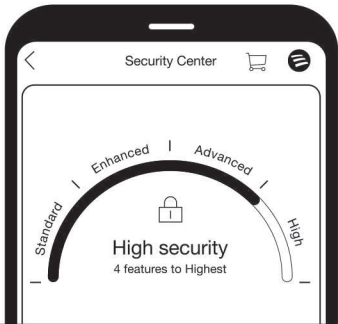 Security Center
Standard
Enhanced
Advanced
High
High security
4 features to Highest